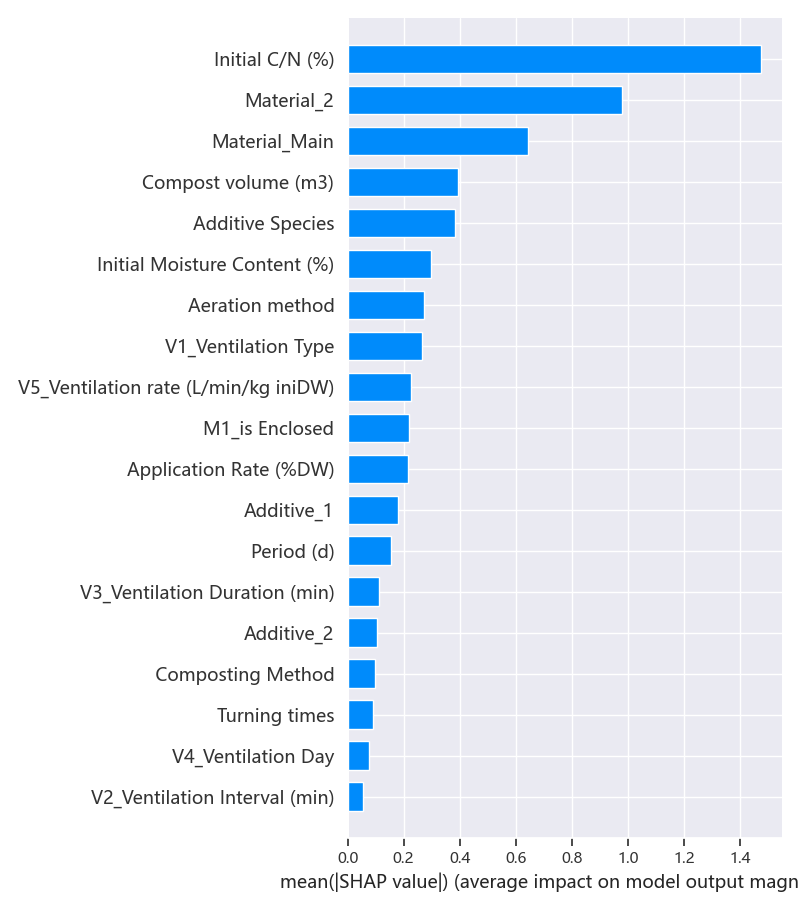 Initial C/N (%)
Material_2
Material_Main
Compost volume (m3)
Additive Species
Initial Moisture Content (%)
Aeration method
V1_Ventilation Type
V5_Ventilation rate (L/min/kg iniDW)
M1_is Enclosed
Application Rate (%DW)
Additive_1
Period (d)
V3_Ventilation Duration (min)
Additive_2
Composting Method
Turning times
V4_Ventilation Day
V2_Ventilation Interval (min)
0.0 0.2 0.4 0.6 0.8 1.0 1.2 1.4
mean(|SHAP value|) (average impact on model output magn